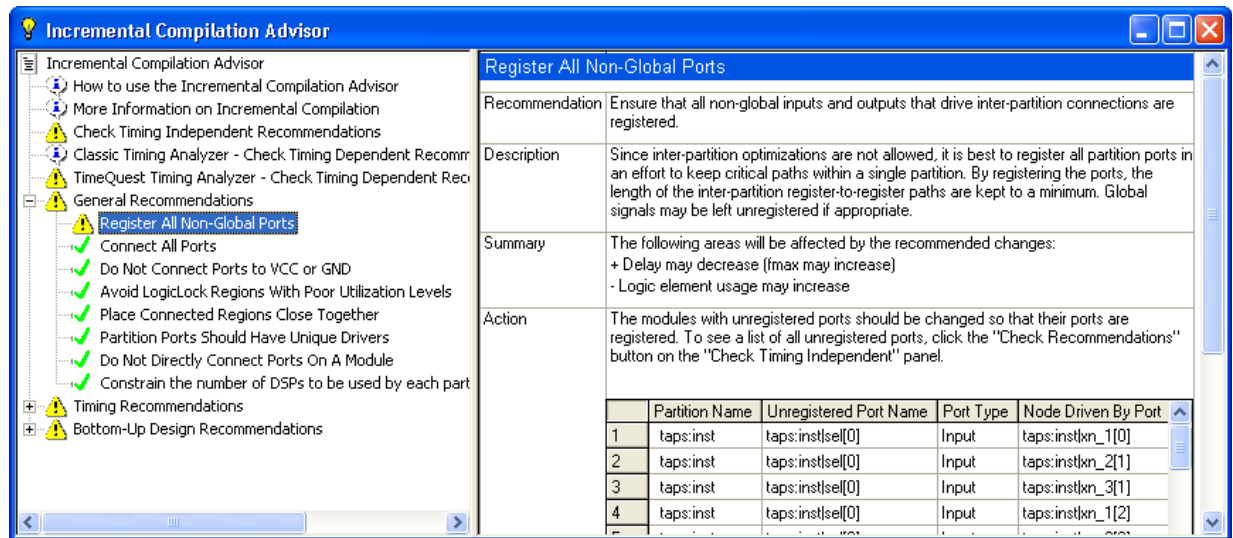 Incremental Compilation Advisor
Incremental Compilation Advisor
How to use the Incremental Compilation Advisor
More Information on Incremental Compilation
Check Timing Independent Recommendations
Classic Timing Analyzer - Check Timing Dependent Recomm
TimeQuest Timing Analyzer - Check Timing Dependent Rec
General Recommendations
Register All Non-Global Ports
Connect All Ports
Do Not Connect Ports to VCC or GND
Avoid LogicLock Regions With Poor Utilization Levels
Place Connected Regions Close Together
Partition Ports Should Have Unique Drivers
Do Not Directly Connect Ports On A Module
Constrain the number of DSPs to be used by each part
Timing Recommendations
Bottom-Up Design Recommendations
Register All Non-Global Ports
Recommendation Ensure that all non-global inputs and outputs that drive inter-partition connections are
registered.
Description Since inter-partition optimizations are not allowed, it is best to register all partition ports in
an effort to keep critical paths within a single partition. By registering the ports, the
length of the inter-partition register-to-register paths are kept to a minimum. Global
signals may be left unregistered if appropriate.
Summary The following areas will be affected by the recommended changes:
+ Delay may decrease (fmax may increase)
- Logic element usage may increase
Action The modules with unregistered ports should be changed so that their ports are
registered. To see a list of all unregistered ports, click the "Check Recommendations"
button on the "Check Timing Independent" panel.
Partition Name Unregistered Port Name Port Type Node Driven By Port
1 taps:inst taps:inst|sel[0] Input taps:inst|xn_1[0]
2 taps:inst taps:inst|sel[0] Input taps:inst|xn_2[1]
3 taps:inst taps:inst|sel[0] Input taps:inst|xn_3[1]
4 taps:inst taps:inst|sel[0] Input taps:inst|xn_1[2]